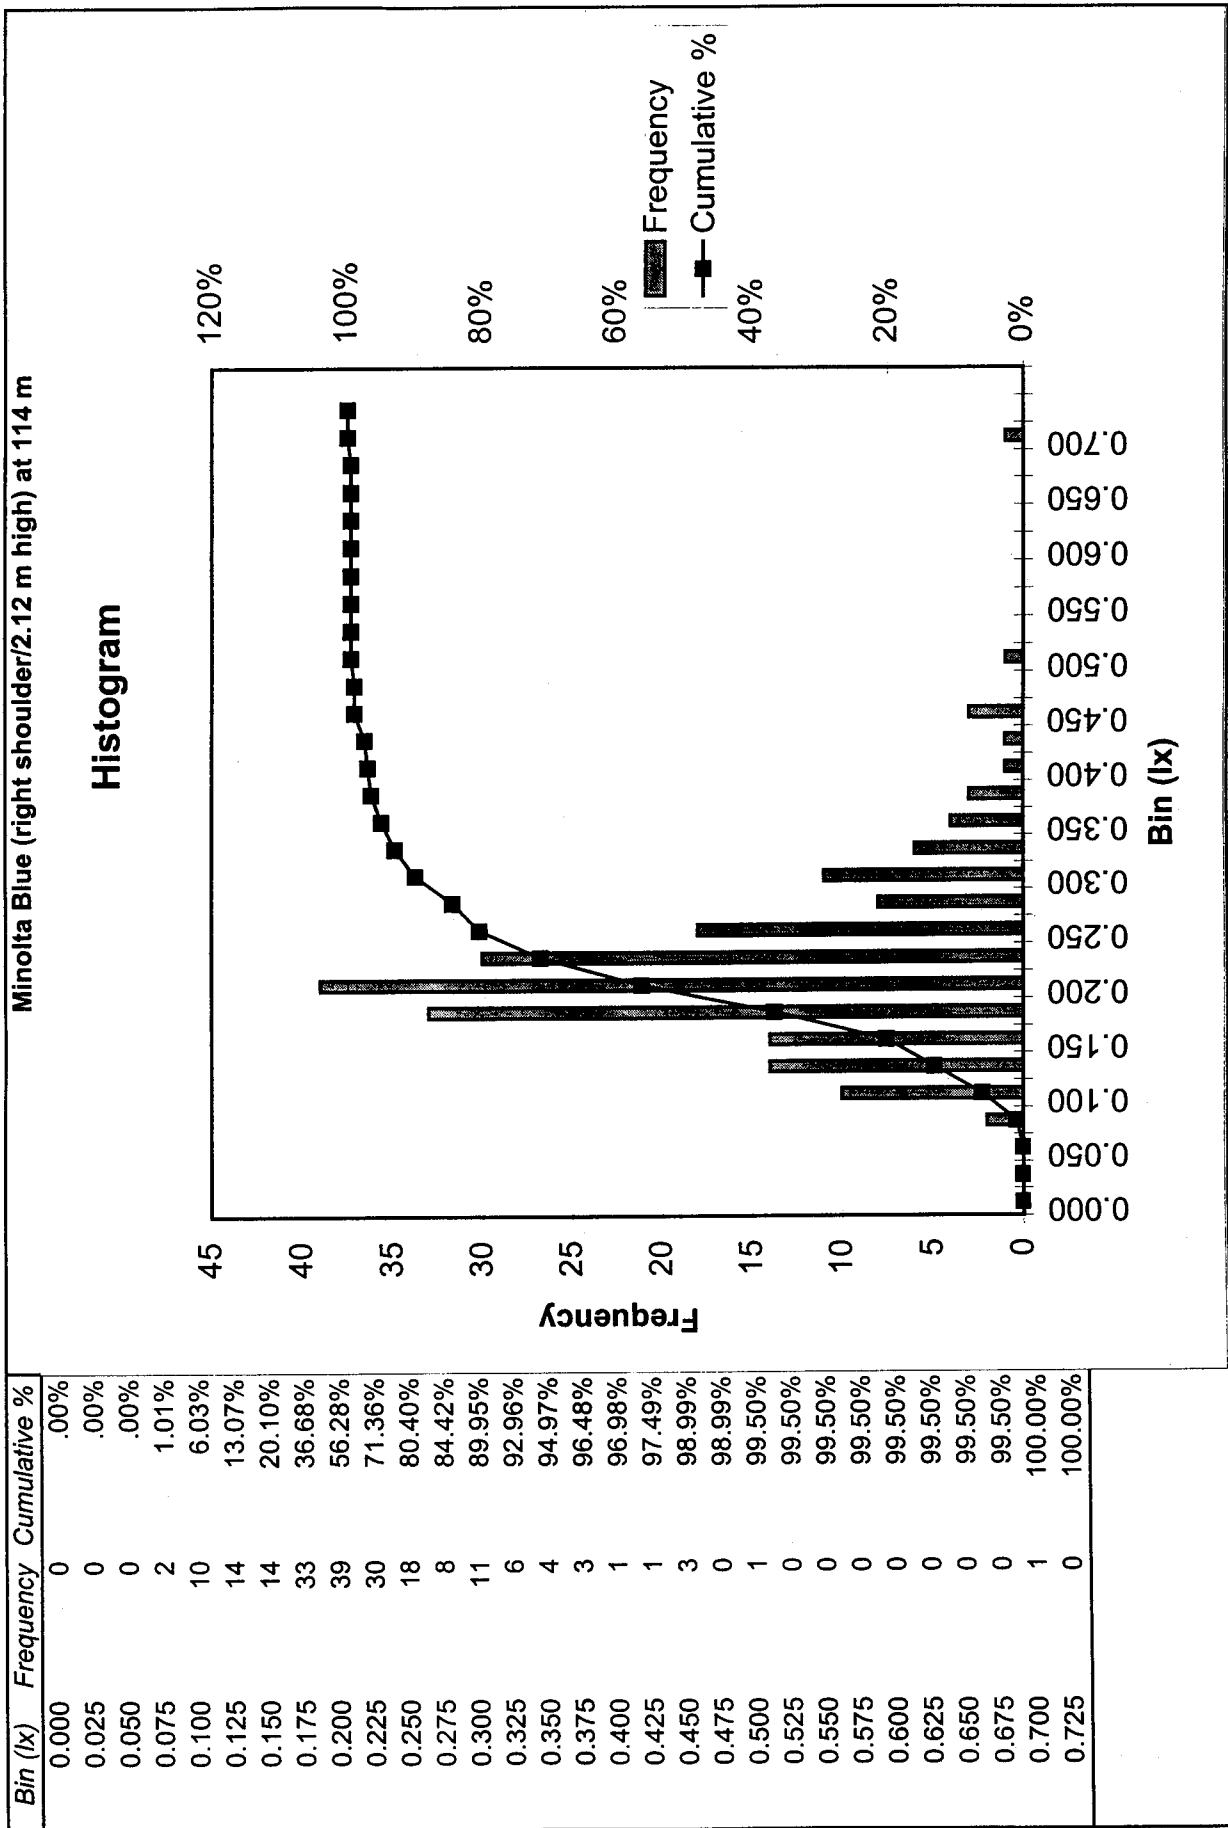 Minolta Blue (right shoulder/2.12 m high) at 114 m
Bin (lx) Frequency Cumulative %
0.000 0 .00%
0.025 0 .00%
0.050 0 .00%
0.075 2 1.01%
0.100 10 6.03%
0.125 14 13.07%
0.150 14 20.10%
0.175 33 36.68%
0.200 39 56.28%
0.225 30 71.36%
0.250 18 80.40%
0.275 8 84.42%
0.300 11 89.95%
0.325 6 92.96%
0.350 4 94.97%
0.375 3 96.48%
0.400 1 96.98%
0.425 1 97.49%
0.450 3 98.99%
0.475 0 98.99%
0.500 1 99.50%
0.525 0 99.50%
0.550 0 99.50%
0.575 0 99.50%
0.600 0 99.50%
0.625 0 99.50%
0.650 0 99.50%
0.675 0 99.50%
0.700 1 100.00%
0.725 0 100.00%
Histogram
Frequency
45
40
35
30
25
20
15
10
5
0
120%
100%
80%
60%
40%
20%
0%
Frequency
Cumulative %
0.000 0.050 0.100 0.150 0.200 0.250 0.300 0.350 0.400 0.450 0.500 0.550 0.600 0.650 0.700
Bin (lx)